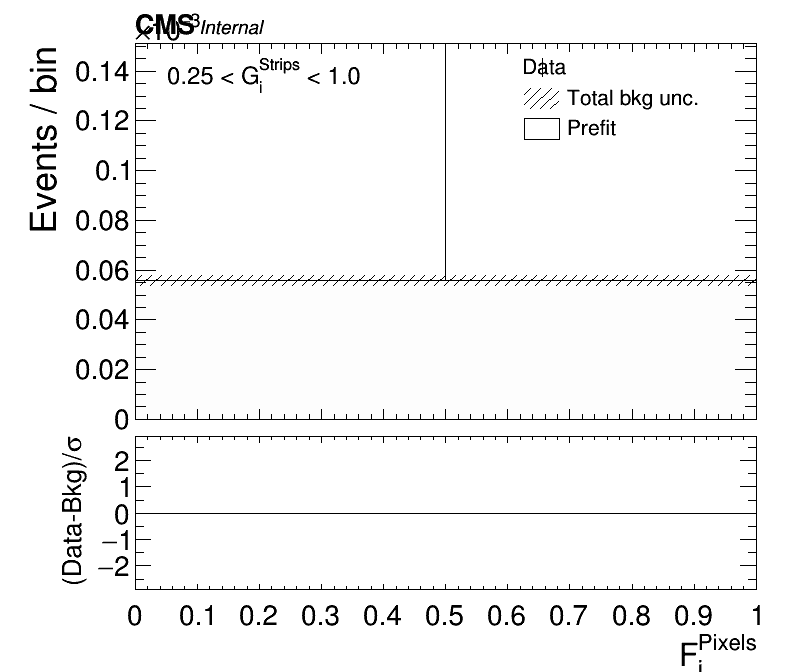 CMS Internal
×10⁻³
Events / bin
0.25 < G_i^Strips < 1.0
Data
Total bkg unc.
Prefit
0.14
0.12
0.1
0.08
0.06
0.04
0.02
0
(Data-Bkg)/σ
2
1
0
−1
−2
0 0.1 0.2 0.3 0.4 0.5 0.6 0.7 0.8 0.9 1
F_i^Pixels